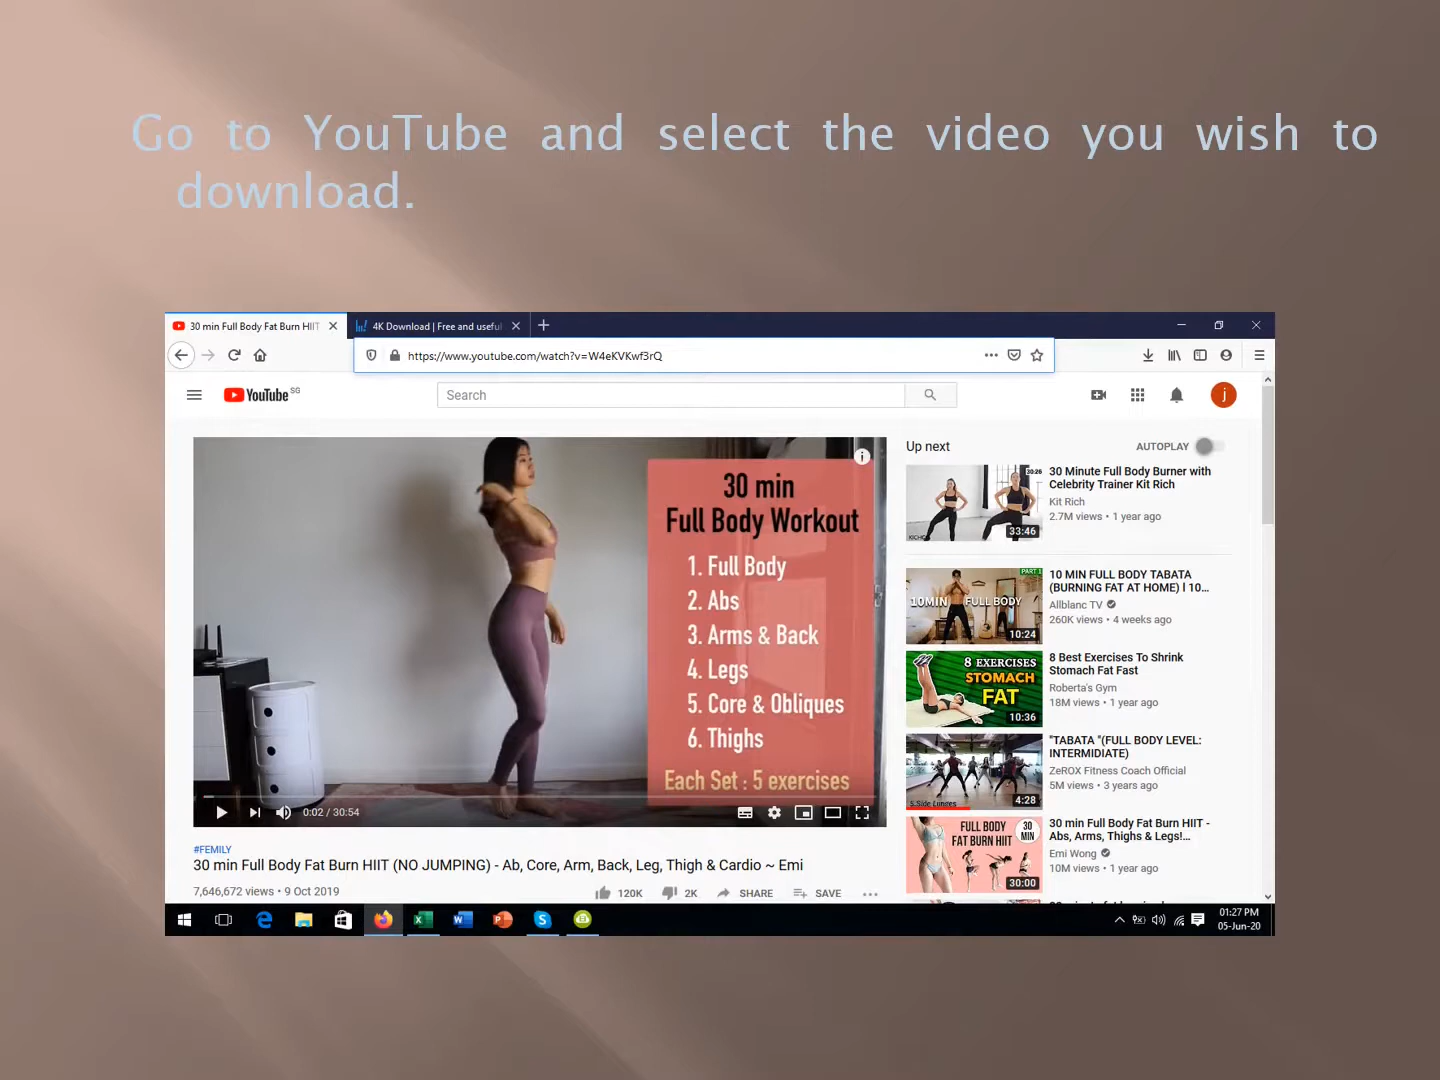 Go to YouTube and select the video you wish to
download.
30 min Full Body Fat Burn HIIT
4K Download | Free and useful
https://www.youtube.com/watch?v=W4eKVKwf3rQ
YouTube SG
Search
j
30 min
Full Body Workout
1. Full Body
2. Abs
3. Arms & Back
4. Legs
5. Core & Obliques
6. Thighs
Each Set : 5 exercises
0:02 / 30:54
#FEMILY
30 min Full Body Fat Burn HIIT (NO JUMPING) - Ab, Core, Arm, Back, Leg, Thigh & Cardio ~ Emi
7,646,672 views • 9 Oct 2019
120K
2K
SHARE
SAVE
Up next
AUTOPLAY
30:26
33:46
30 Minute Full Body Burner with
Celebrity Trainer Kit Rich
Kit Rich
2.7M views • 1 year ago
PART 1
10MIN FULL BODY
10:24
10 MIN FULL BODY TABATA
(BURNING FAT AT HOME) l 10...
Allblanc TV
260K views • 4 weeks ago
8 EXERCISES
STOMACH
FAT
10:36
8 Best Exercises To Shrink
Stomach Fat Fast
Roberta's Gym
18M views • 1 year ago
5.Side Lunges
4:28
"TABATA "(FULL BODY LEVEL:
INTERMIDIATE)
ZeROX Fitness Coach Official
5M views • 3 years ago
FULL BODY
FAT BURN HIIT
30
MIN
30:00
30 min Full Body Fat Burn HIIT -
Abs, Arms, Thighs & Legs!...
Emi Wong
10M views • 1 year ago
01:27 PM
05-Jun-20